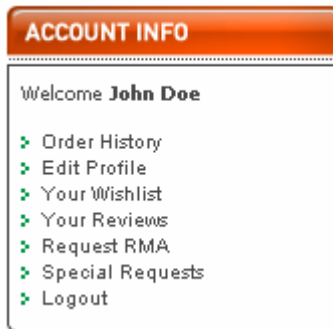 ACCOUNT INFO
Welcome John Doe
Order History
Edit Profile
Your Wishlist
Your Reviews
Request RMA
Special Requests
Logout